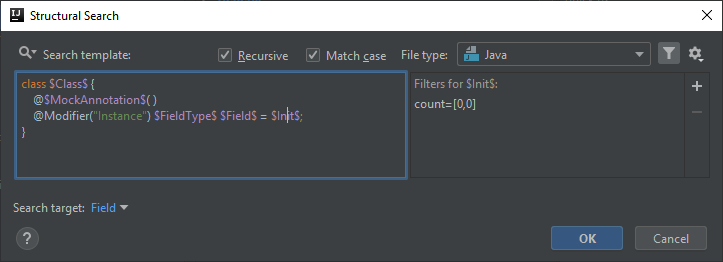 Structural Search
Search template:
Recursive
Match case
File type:
Java
class $Class$ {
@$MockAnnotation$( )
@Modifier("Instance") $FieldType$ $Field$ = $Init$;
}
Filters for $Init$:
count=[0,0]
Search target: Field
?
OK
Cancel